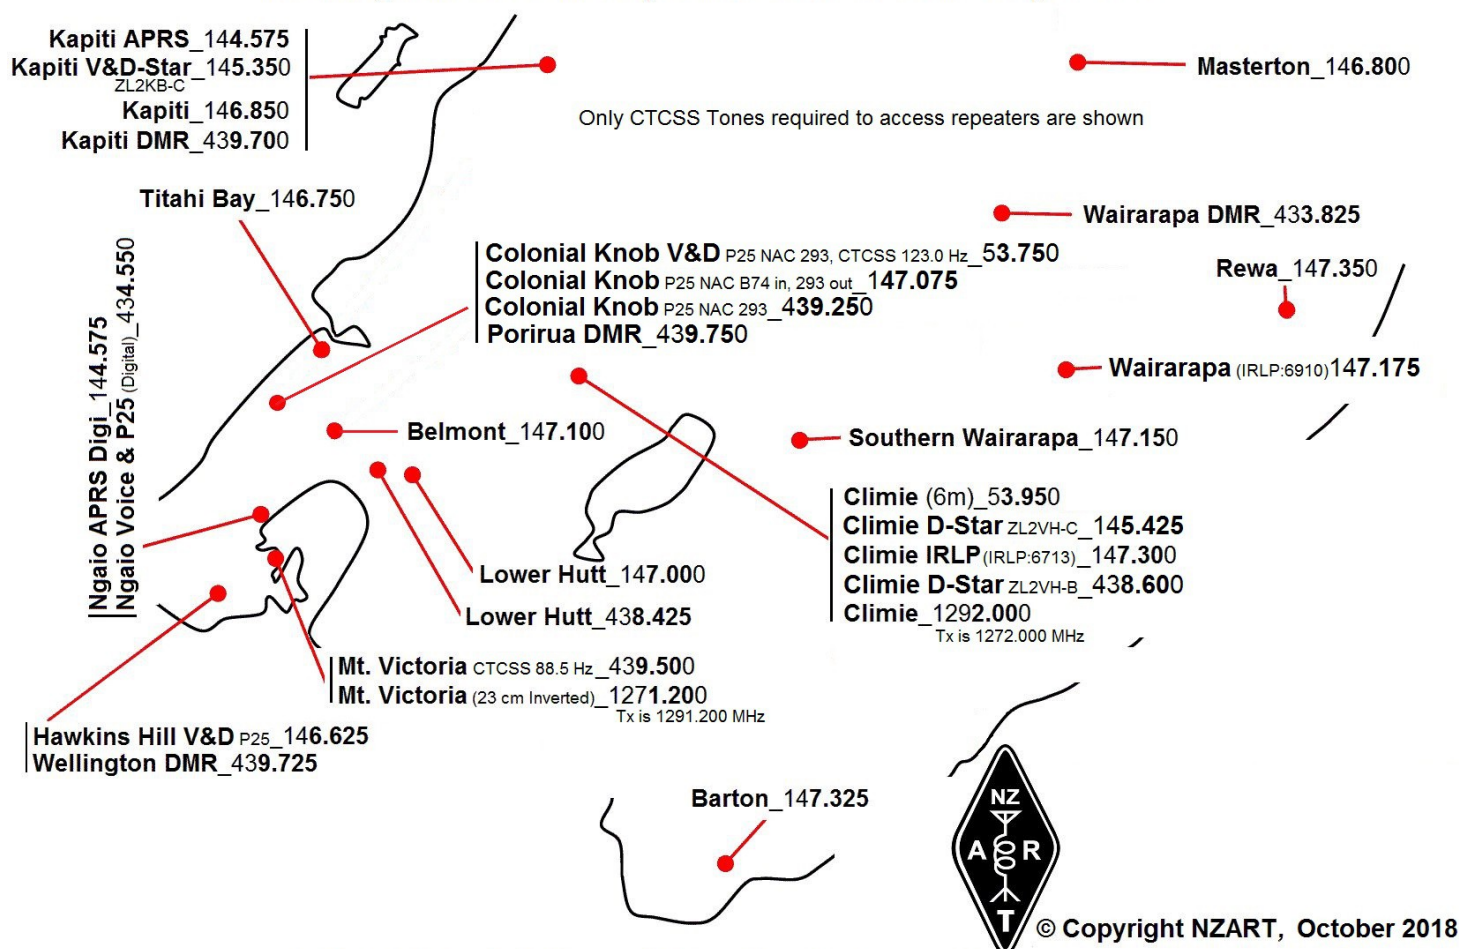 Kapiti APRS_144.575
Kapiti V&D-Star_145.350
ZL2KB-C
Kapiti_146.850
Kapiti DMR_439.700
Masterton_146.800
Only CTCSS Tones required to access repeaters are shown
Titahi Bay_146.750
Wairarapa DMR_433.825
Colonial Knob V&D P25 NAC 293, CTCSS 123.0 Hz_53.750
Colonial Knob P25 NAC B74 in, 293 out_147.075
Colonial Knob P25 NAC 293_439.250
Porirua DMR_439.750
Rewa_147.350
Ngaio APRS Digi_144.575
Ngaio Voice & P25 (Digital)_434.550
Wairarapa (IRLP:6910)147.175
Belmont_147.100
Southern Wairarapa_147.150
Climie (6m)_53.950
Climie D-Star ZL2VH-C_145.425
Climie IRLP(IRLP:6713)_147.300
Climie D-Star ZL2VH-B_438.600
Climie_1292.000
Tx is 1272.000 MHz
Lower Hutt_147.000
Lower Hutt_438.425
Mt. Victoria CTCSS 88.5 Hz_439.500
Mt. Victoria (23 cm Inverted)_1271.200
Tx is 1291.200 MHz
Hawkins Hill V&D P25_146.625
Wellington DMR_439.725
Barton_147.325
NZ
A R
T
© Copyright NZART, October 2018